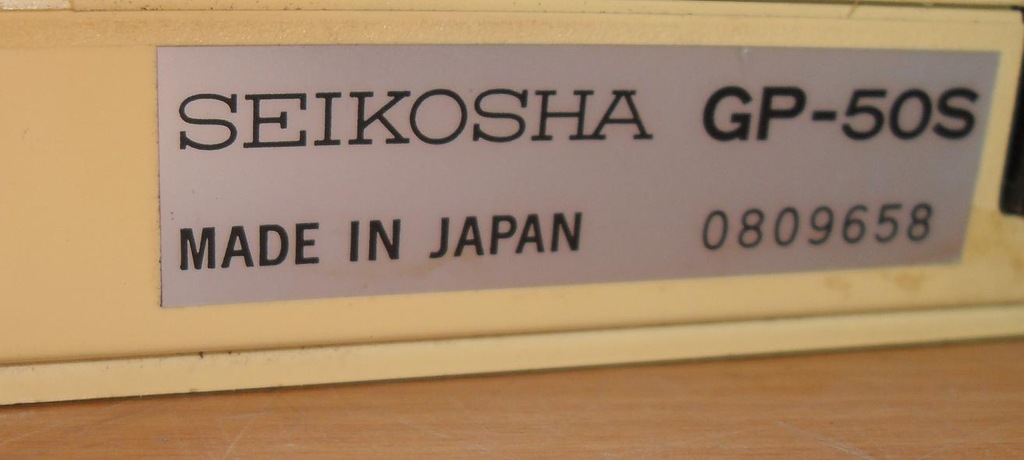 SEIKOSHA GP-50S
MADE IN JAPAN 0809658